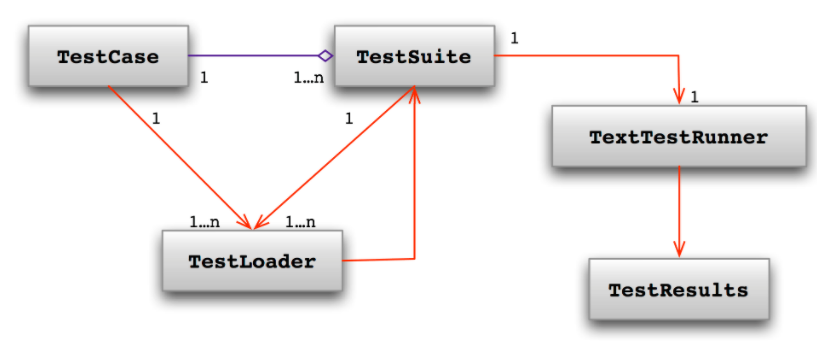 TestCase
1
1…n
TestSuite
1
1
TextTestRunner
1
1
1…n
1…n
TestLoader
TestResults